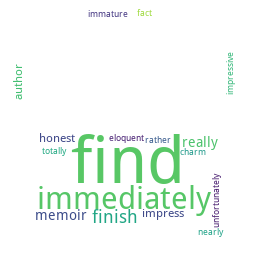 immature fact
author
impressive
honest eloquent rather really
totally find charm
immediately
unfortunately
memoir finish impress
nearly